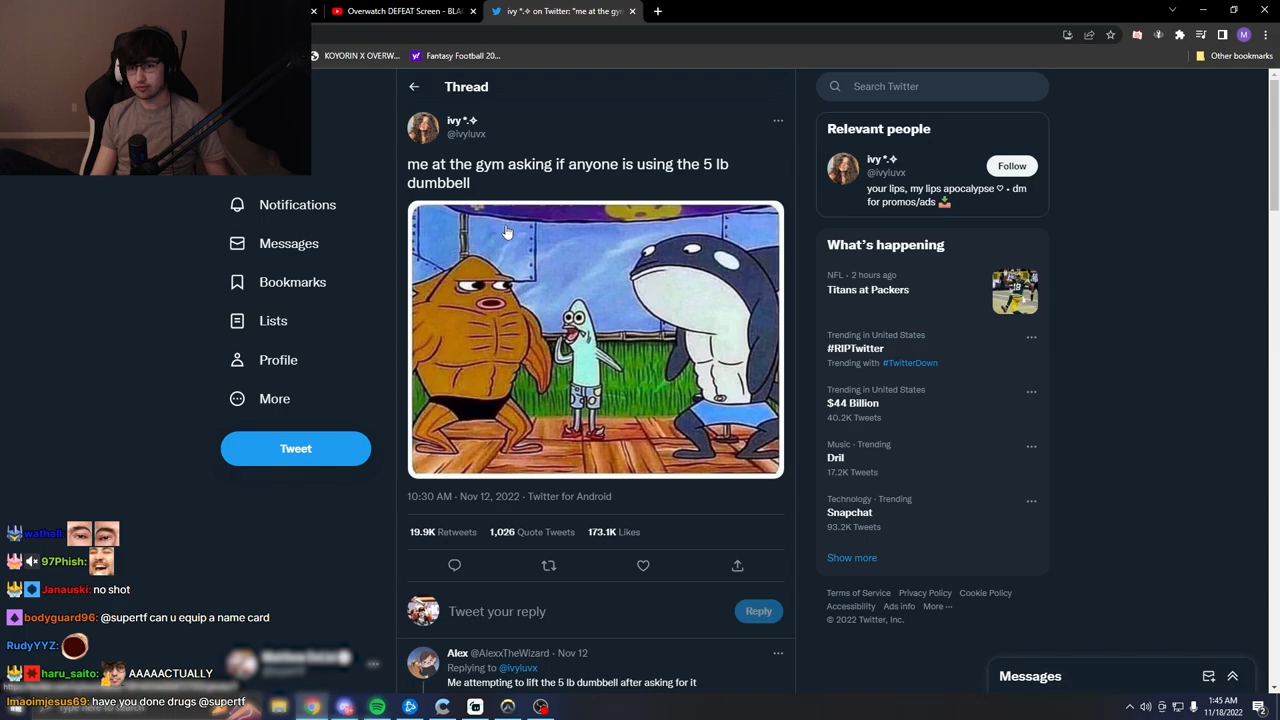 Overwatch DEFEAT Screen - BLA
ivy *.✧ on Twitter: "me at the gym
KOYORIN X OVERW...
Fantasy Football 20...
Other bookmarks
Thread
Search Twitter
ivy *.✧
@ivyluvx
me at the gym asking if anyone is using the 5 lb
dumbbell
Relevant people
ivy *.✧
@ivyluvx
Follow
your lips, my lips apocalypse ♡ • dm
for promos/ads 📥
Notifications
Messages
Bookmarks
Lists
Profile
More
Tweet
What's happening
NFL · 2 hours ago
Titans at Packers
Trending in United States
#RIPTwitter
Trending with #TwitterDown
Trending in United States
$44 Billion
40.2K Tweets
Music · Trending
Dril
17.2K Tweets
Technology · Trending
Snapchat
93.2K Tweets
Show more
Terms of Service Privacy Policy Cookie Policy
Accessibility Ads info More ···
© 2022 Twitter, Inc.
10:30 AM · Nov 12, 2022 · Twitter for Android
19.9K Retweets 1,026 Quote Tweets 173.1K Likes
Tweet your reply
Reply
Alex @AlexxTheWizard · Nov 12
Replying to @ivyluvx
Me attempting to lift the 5 lb dumbbell after asking for it
Messages
wathall:
97Phish:
Janauski: no shot
bodyguard96: @supertf can u equip a name card
RudyYYZ:
haru_saito: AAAAACTUALLY
lmaoimjesus69: have you done drugs @supertf
Type here to search
1:45 AM
11/18/2022